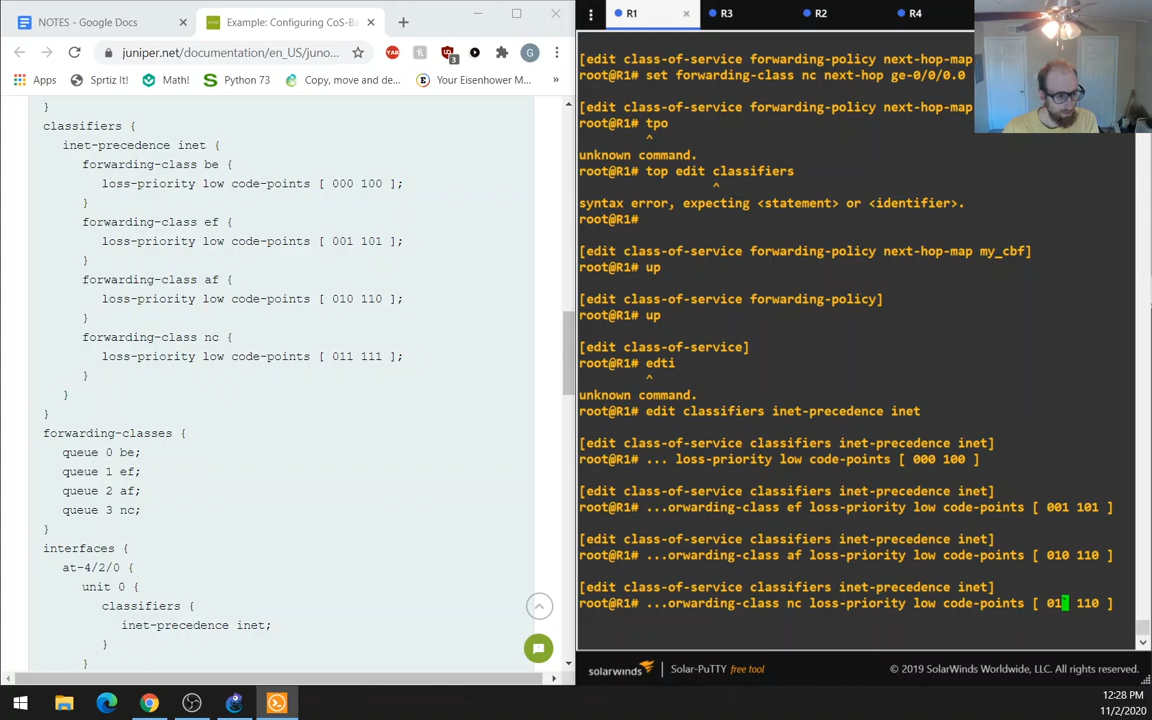 NOTES - Google Docs
Example: Configuring CoS-Ba
juniper.net/documentation/en_US/juno
YAB
3
G
Apps
Sprtiz It!
Math!
Python 73
Copy, move and de
Your Eisenhower M...
»
}
classifiers {
inet-precedence inet {
forwarding-class be {
loss-priority low code-points [ 000 100 ];
}
forwarding-class ef {
loss-priority low code-points [ 001 101 ];
}
forwarding-class af {
loss-priority low code-points [ 010 110 ];
}
forwarding-class nc {
loss-priority low code-points [ 011 111 ];
}
}
}
forwarding-classes {
queue 0 be;
queue 1 ef;
queue 2 af;
queue 3 nc;
}
interfaces {
at-4/2/0 {
unit 0 {
classifiers {
inet-precedence inet;
}
}
R1
R3
R2
R4
[edit class-of-service forwarding-policy next-hop-map
root@R1# set forwarding-class nc next-hop ge-0/0/0.0
[edit class-of-service forwarding-policy next-hop-map
root@R1# tpo
^
unknown command.
root@R1# top edit classifiers
^
syntax error, expecting <statement> or <identifier>.
root@R1#
[edit class-of-service forwarding-policy next-hop-map my_cbf]
root@R1# up
[edit class-of-service forwarding-policy]
root@R1# up
[edit class-of-service]
root@R1# edti
^
unknown command.
root@R1# edit classifiers inet-precedence inet
[edit class-of-service classifiers inet-precedence inet]
root@R1# ... loss-priority low code-points [ 000 100 ]
[edit class-of-service classifiers inet-precedence inet]
root@R1# ...orwarding-class ef loss-priority low code-points [ 001 101 ]
[edit class-of-service classifiers inet-precedence inet]
root@R1# ...orwarding-class af loss-priority low code-points [ 010 110 ]
[edit class-of-service classifiers inet-precedence inet]
root@R1# ...orwarding-class nc loss-priority low code-points [ 01 110 ]
solarwinds
Solar-PuTTY free tool
© 2019 SolarWinds Worldwide, LLC. All rights reserved.
12:28 PM
11/2/2020